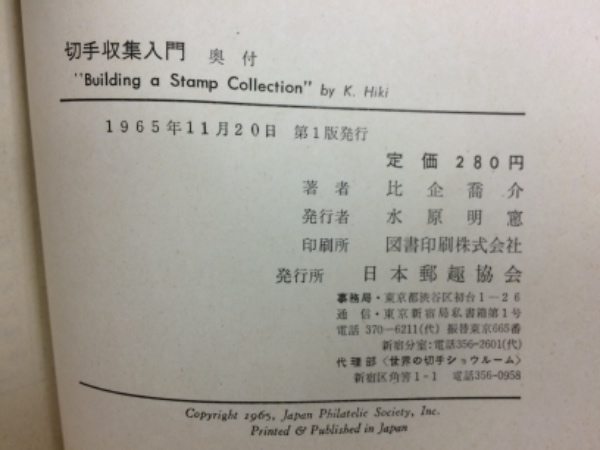 切手収集入門 奥付
"Building a Stamp Collection" by K. Hiki
1965年11月20日 第1版発行
定価 280円
著者 比企喬介
発行者 水原明窓
印刷所 図書印刷株式会社
発行所 日本郵趣協会
事務局・東京都渋谷区初台1－26
通信・東京新宿局私書箱第1号
電話 370－6211(代) 振替東京665番
新宿分室:電話356－2601(代)
代理部〈世界の切手ショウルーム〉
新宿区角筈1－1 電話356－0958
Copyright 1965, Japan Philatelic Society, Inc.
Printed & Published in Japan